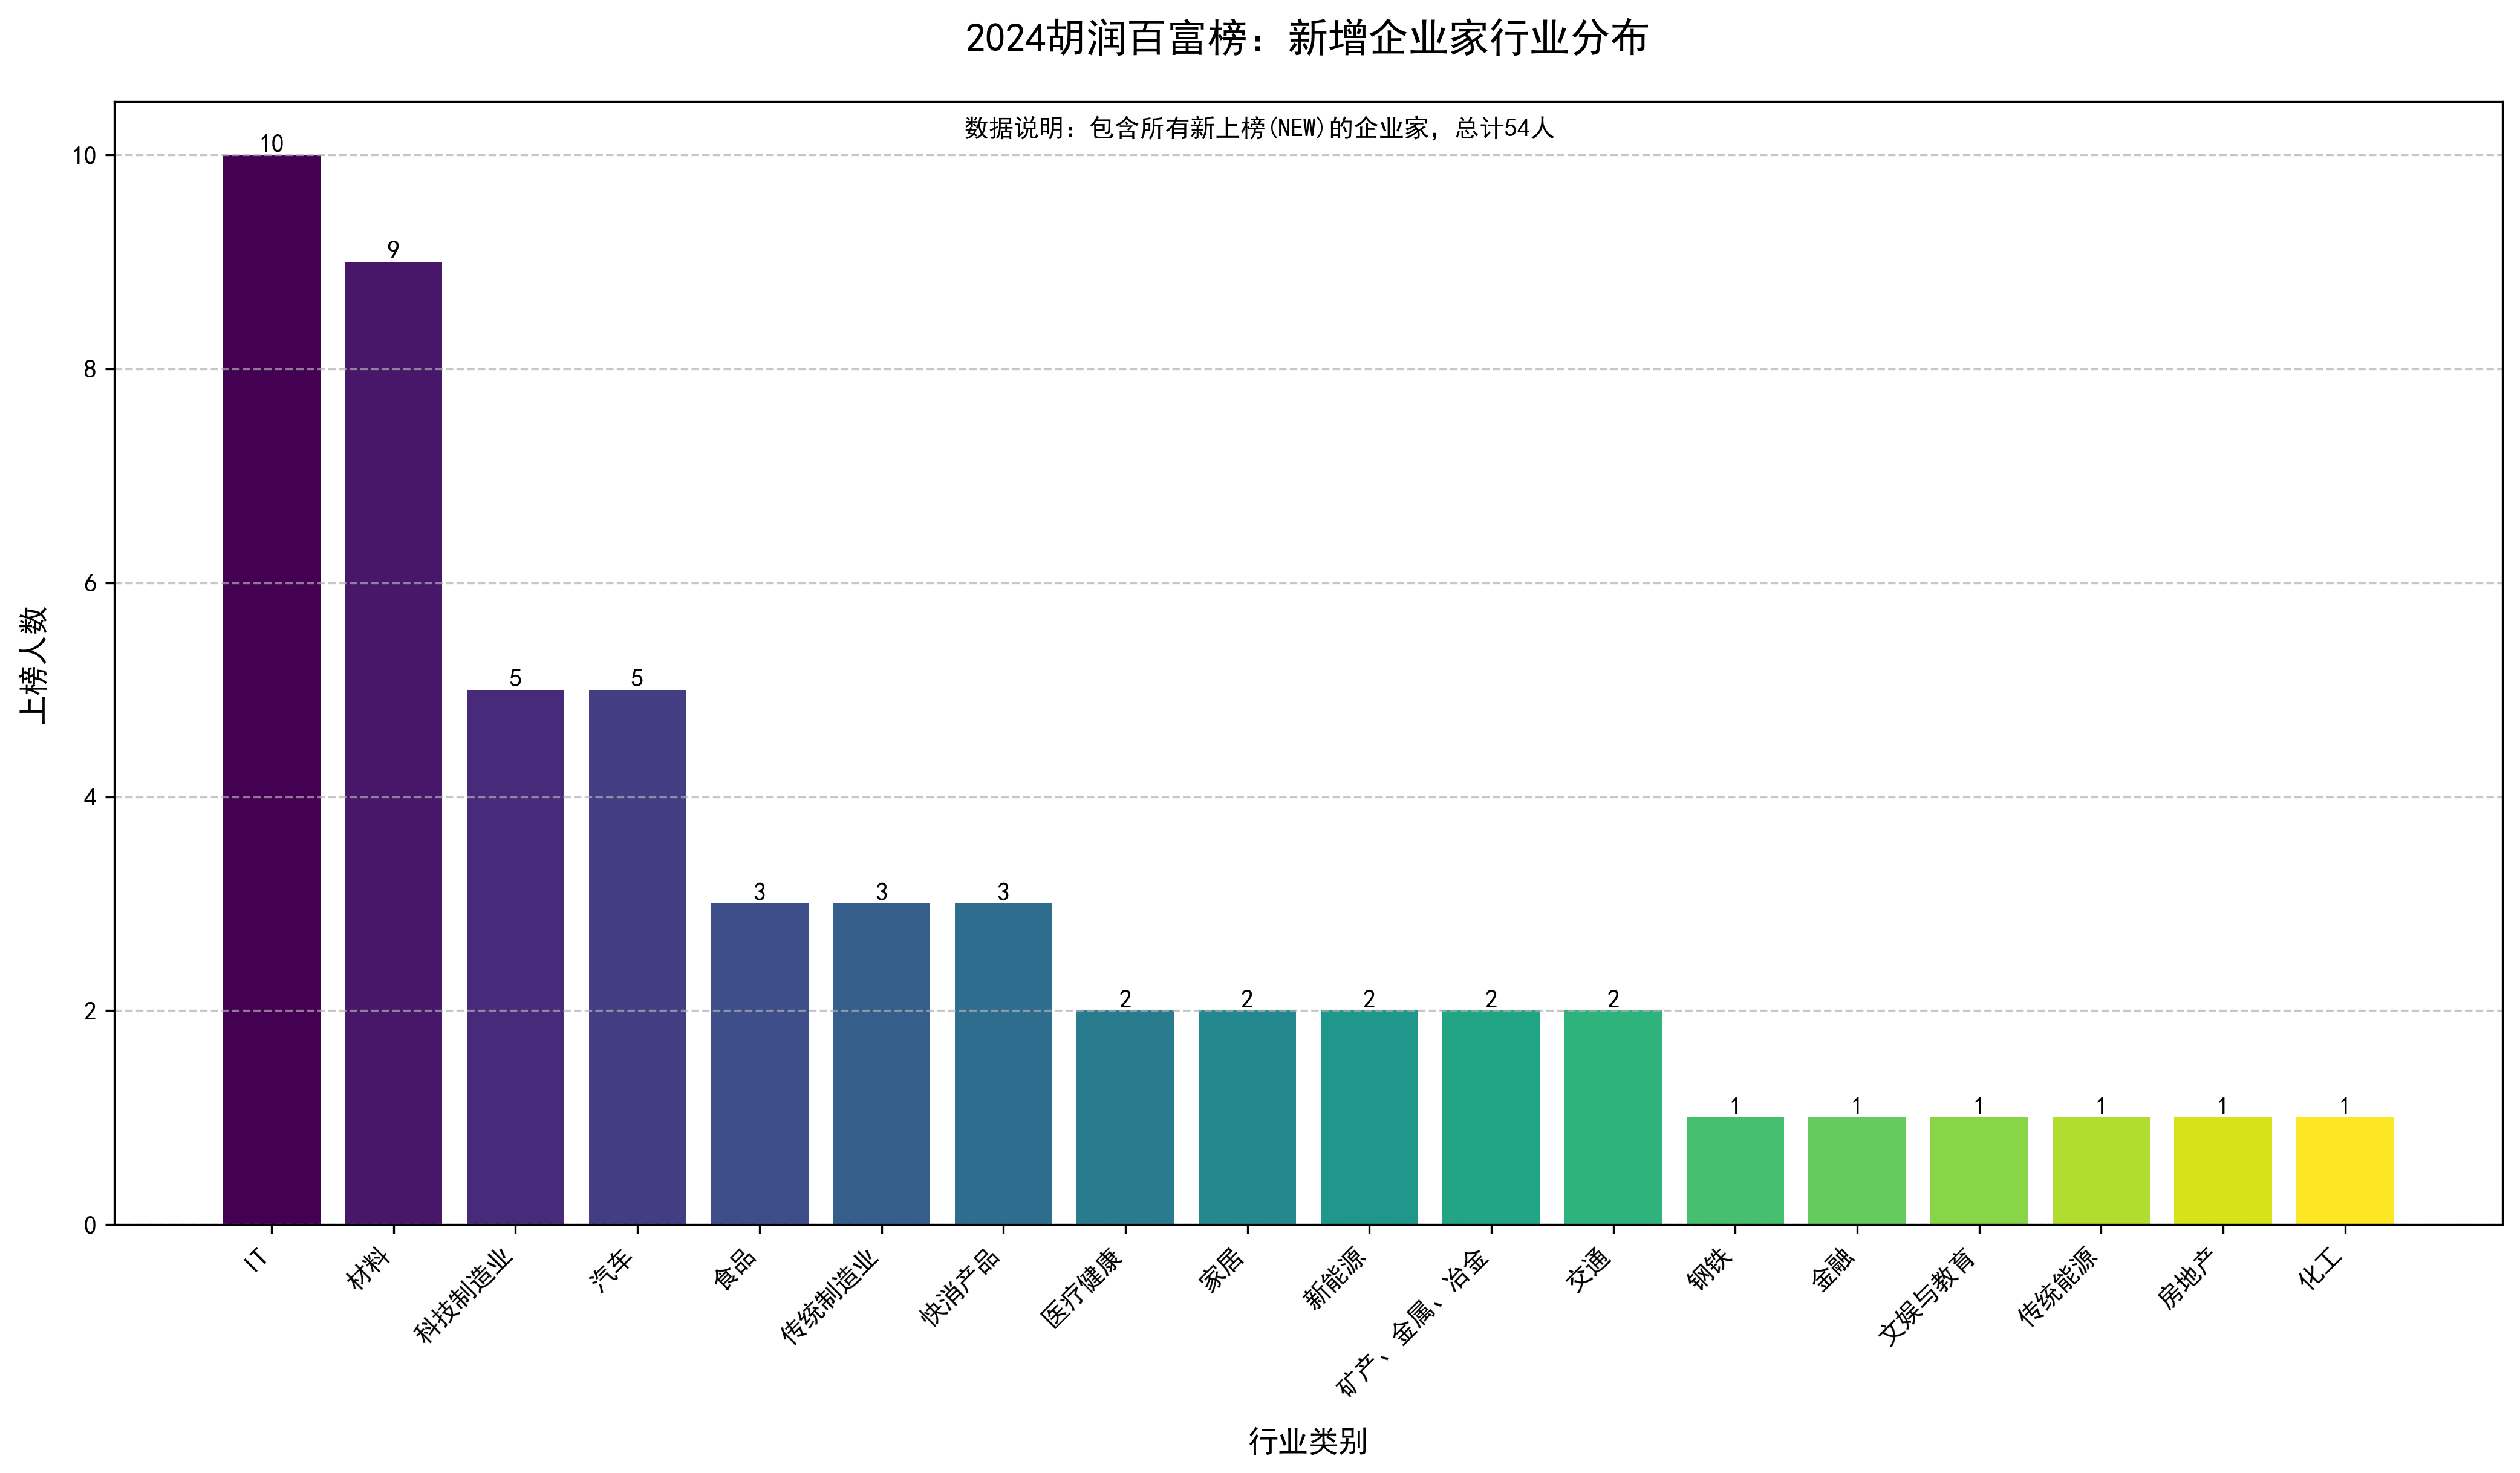 2024胡润百富榜：新增企业家行业分布
数据说明：包含所有新上榜(NEW)的企业家，总计54人
上榜人数
10
8
6
4
2
0
10
9
5
5
3
3
3
2
2
2
2
2
1
1
1
1
1
1
IT
材料
科技制造业
汽车
食品
传统制造业
快消产品
医疗健康
家居
新能源
矿产、金属、冶金
交通
钢铁
金融
文娱与教育
传统能源
房地产
化工
行业类别